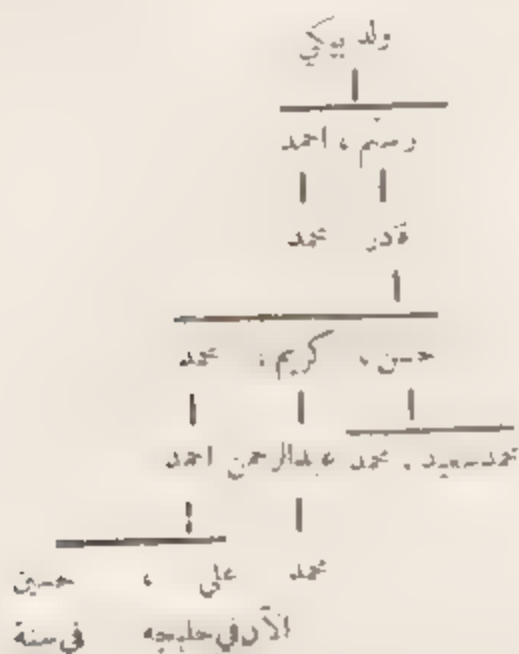 ولد بيگي
رستم ، احمد
قادر محمد
حسن ، كريم ، محمد
محمد سعيد ، محمد عبدالرحمن احمد
محمد علي ، حسين
الآن في حلبجه في سنة